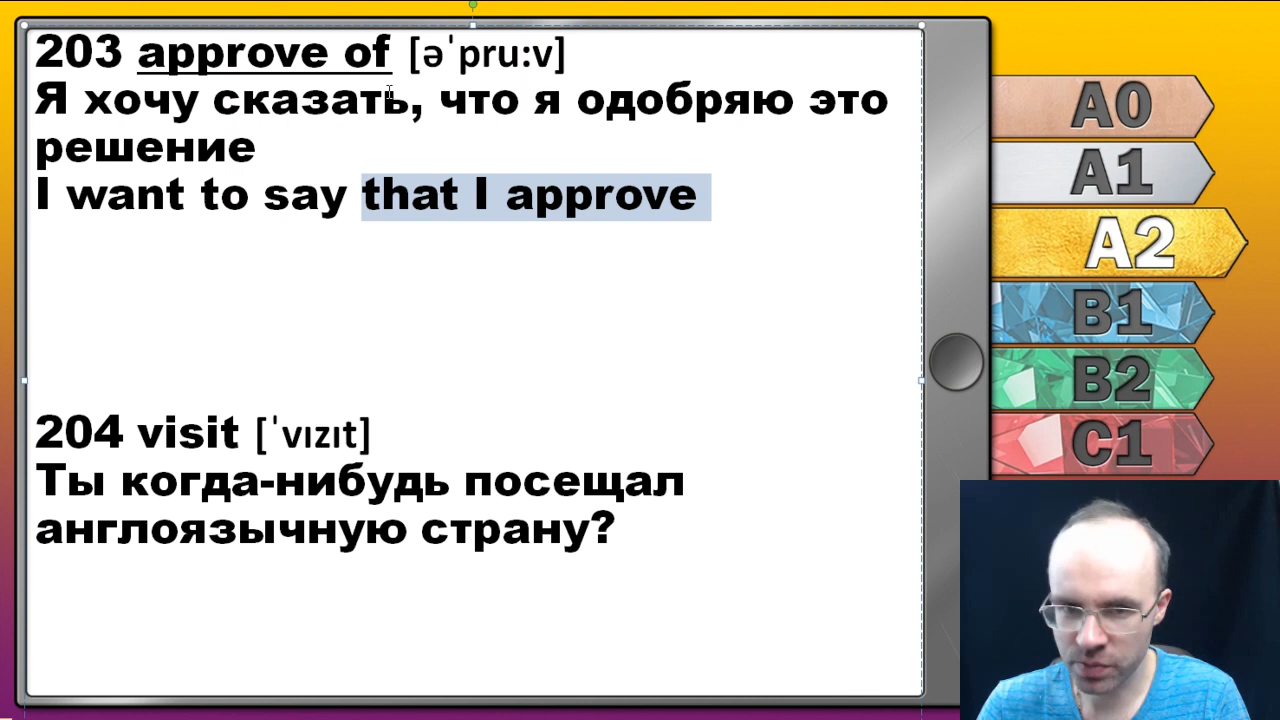 203 approve of [əˈpru:v]
Я хочу сказать, что я одобряю это
решение
I want to say that I approve
204 visit [ˈvɪzɪt]
Ты когда-нибудь посещал
англоязычную страну?
A0
A1
A2
B1
B2
C1